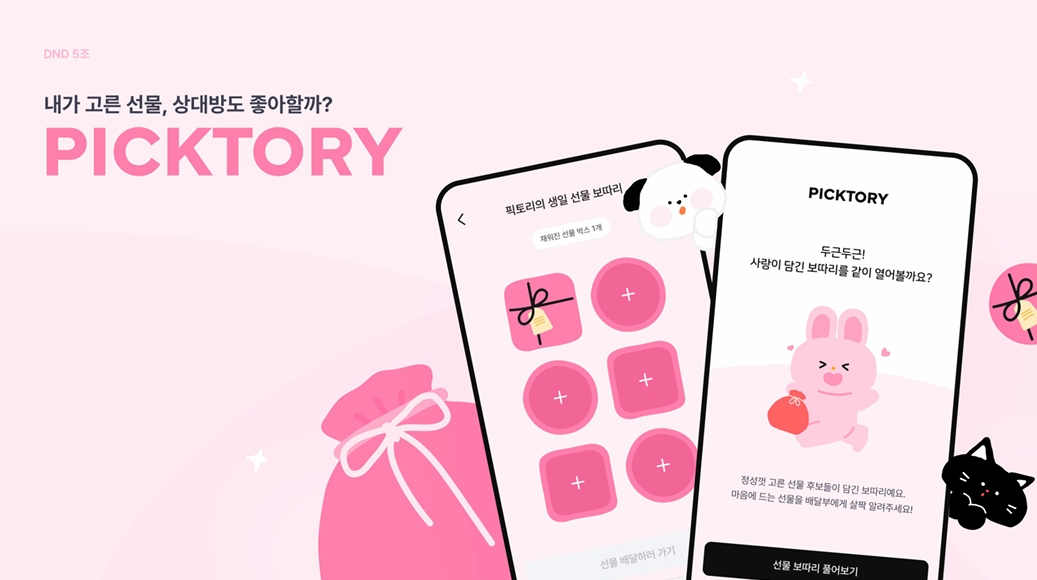 DND 5조
내가 고른 선물, 상대방도 좋아할까?
PICKTORY
픽토리의 생일 선물 보따리
채워진 선물 박스 1개
선물 배달하러 가기
PICKTORY
두근두근!
사랑이 담긴 보따리를 같이 열어볼까요?
정성껏 고른 선물 후보들이 담긴 보따리예요.
마음에 드는 선물을 배달부에게 살짝 알려주세요!
선물 보따리 풀어보기